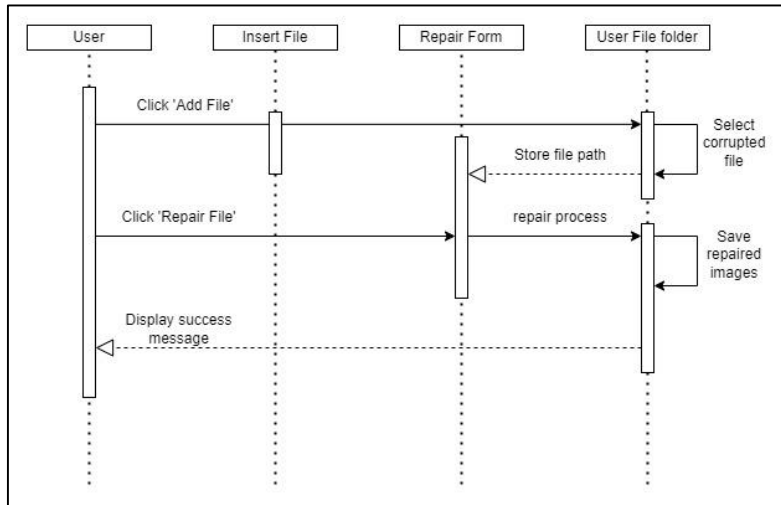 User
Insert File
Repair Form
User File folder
Click 'Add File'
Select
corrupted
file
Store file path
Click 'Repair File'
repair process
Save
repaired
images
Display success
message